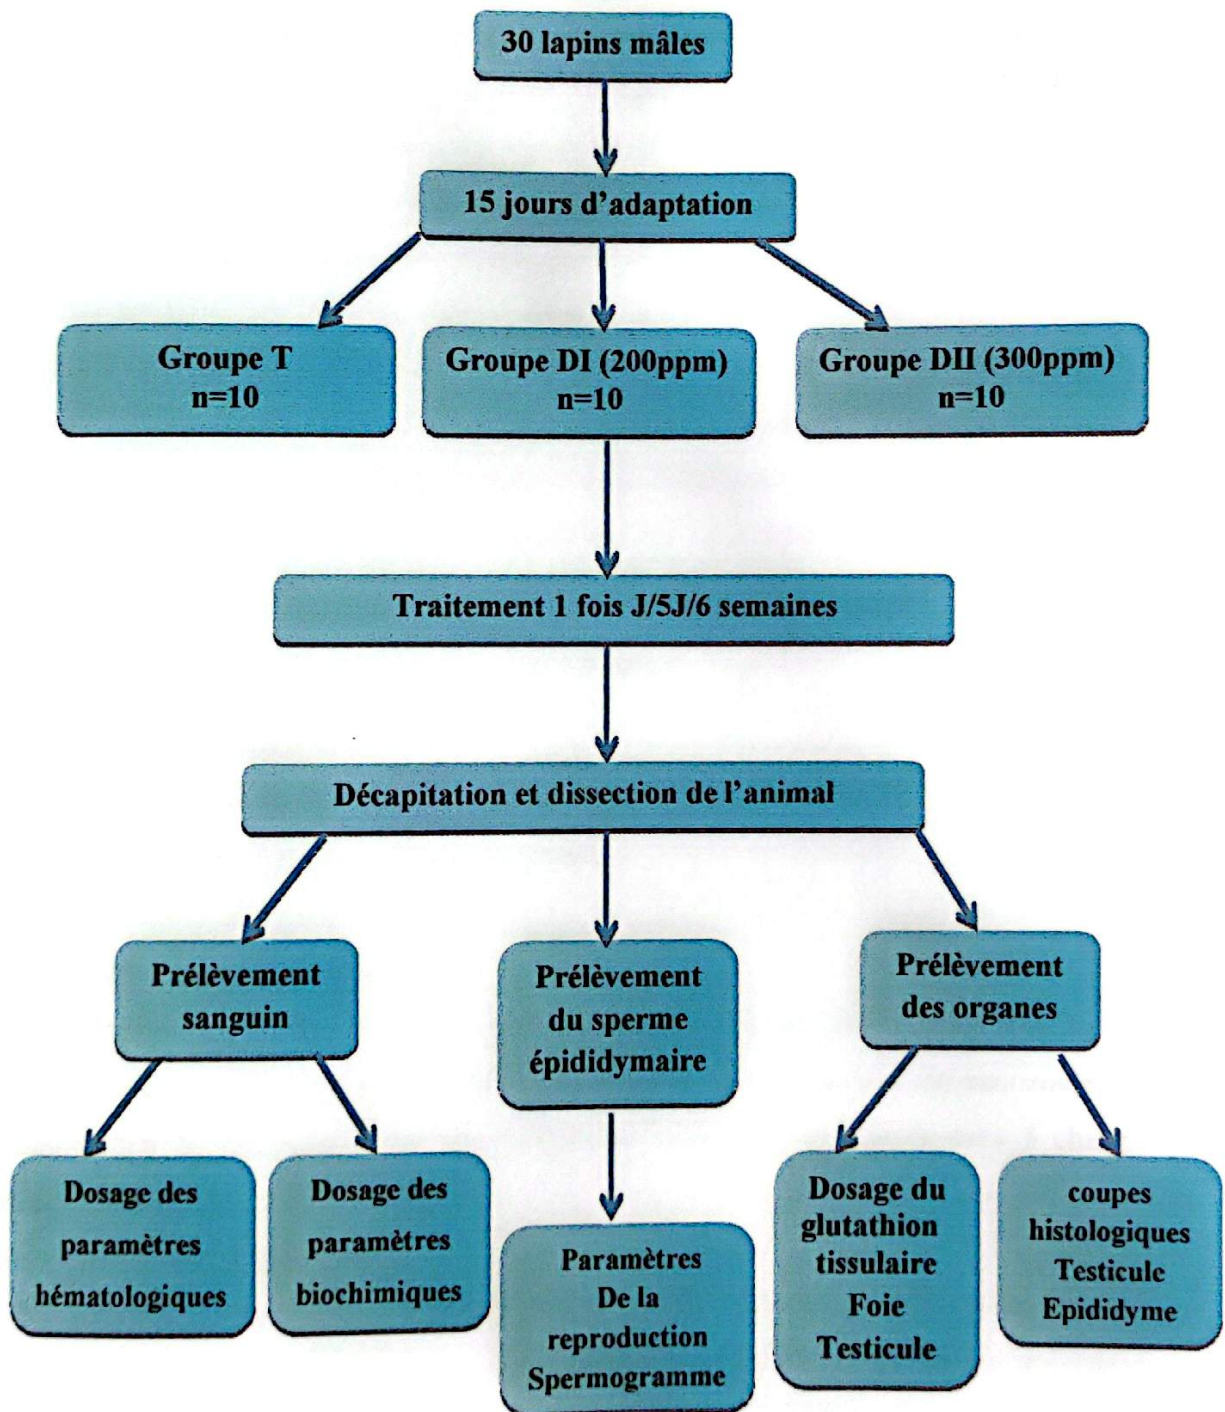 30 lapins mâles
15 jours d'adaptation
Groupe T
n=10
Groupe DI (200ppm)
n=10
Groupe DII (300ppm)
n=10
Traitement 1 fois J/5J/6 semaines
Décapitation et dissection de l'animal
Prélèvement
sanguin
Prélèvement
du sperme
épididymaire
Prélèvement
des organes
Dosage des
paramètres
hématologiques
Dosage des
paramètres
biochimiques
Paramètres
De la
reproduction
Spermogramme
Dosage du
glutathion
tissulaire
Foie
Testicule
coupes
histologiques
Testicule
Epididyme